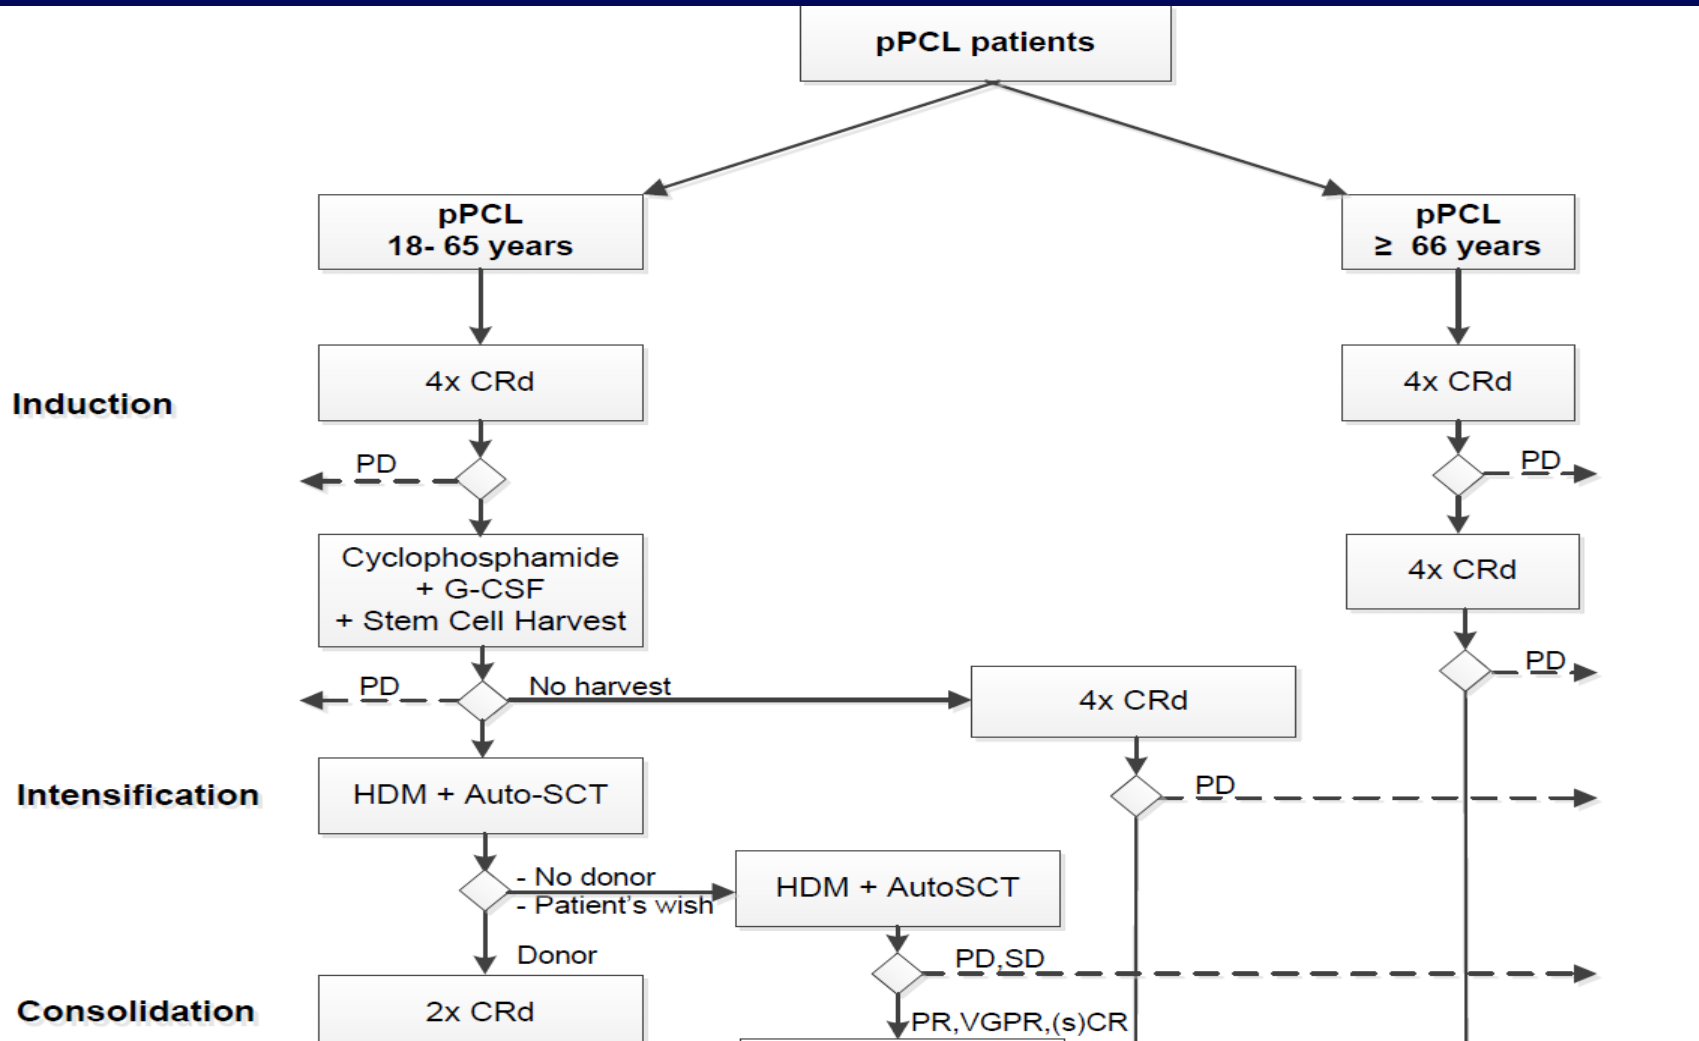 pPCL patients
pPCL
18- 65 years
pPCL
≥ 66 years
Induction
4x CRd
4x CRd
PD
PD
Cyclophosphamide
+ G-CSF
+ Stem Cell Harvest
4x CRd
PD
PD
No harvest
4x CRd
Intensification
HDM + Auto-SCT
PD
- No donor
- Patient's wish
HDM + AutoSCT
Donor
PD,SD
Consolidation
2x CRd
PR,VGPR,(s)CR